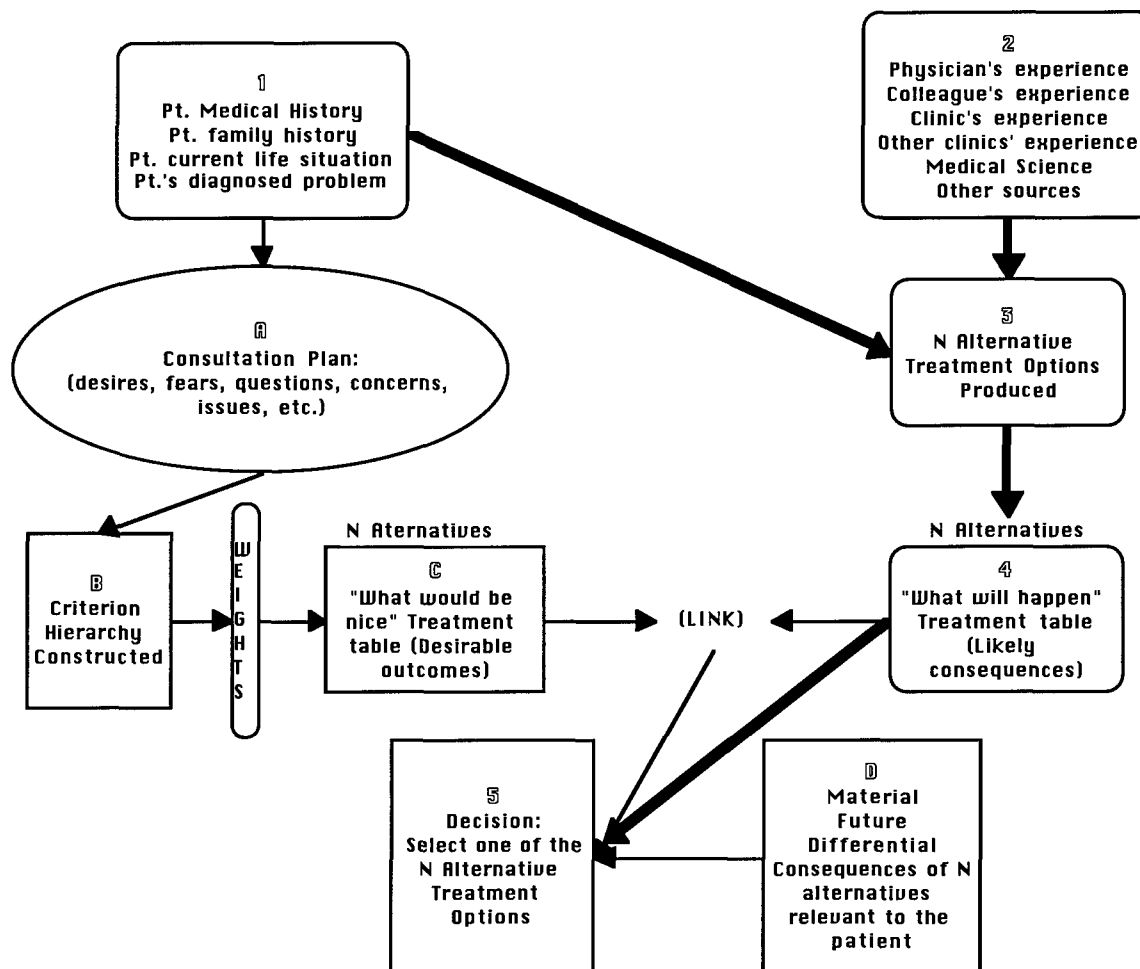 1
Pt. Medical History
Pt. family history
Pt. current life situation
Pt.'s diagnosed problem
2
Physician's experience
Colleague's experience
Clinic's experience
Other clinics' experience
Medical Science
Other sources
A
Consultation Plan:
(desires, fears, questions, concerns,
issues, etc.)
3
N Alternative
Treatment Options
Produced
B
Criterion
Hierarchy
Constructed
WEIGHTS
N Aternatives
C
"What would be
nice" Treatment
table (Desirable
outcomes)
(LINK)
N Alternatives
4
"What will happen"
Treatment table
(Likely
consequences)
5
Decision:
Select one of the
N Alternative
Treatment
Options
D
Material
Future
Differential
Consequences of N
alternatives
relevant to the
patient